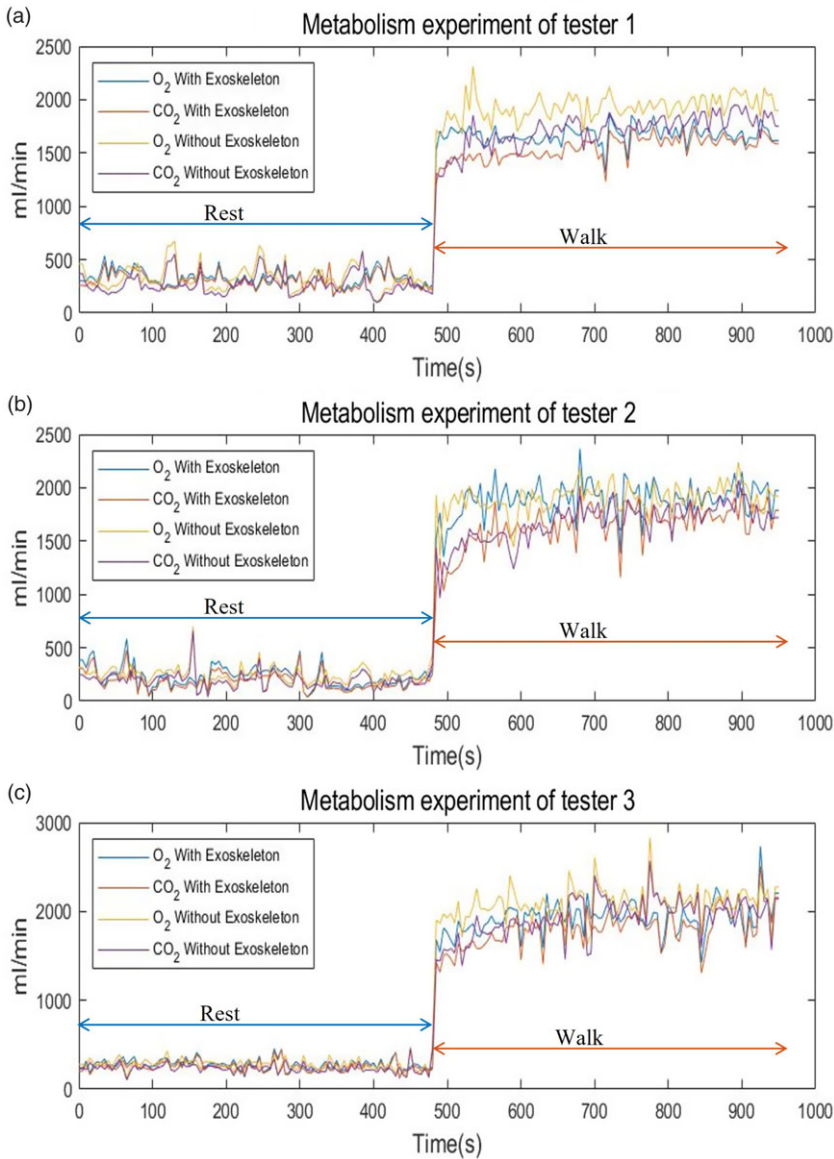 (a)
Metabolism experiment of tester 1
2500
2000
1500
1000
500
0
ml/min
O2 With Exoskeleton
CO2 With Exoskeleton
O2 Without Exoskeleton
CO2 Without Exoskeleton
Rest
Walk
0 100 200 300 400 500 600 700 800 900 1000
Time(s)
(b)
Metabolism experiment of tester 2
2500
2000
1500
1000
500
0
ml/min
O2 With Exoskeleton
CO2 With Exoskeleton
O2 Without Exoskeleton
CO2 Without Exoskeleton
Rest
Walk
0 100 200 300 400 500 600 700 800 900 1000
Time(s)
(c)
Metabolism experiment of tester 3
3000
2000
1000
0
ml/min
O2 With Exoskeleton
CO2 With Exoskeleton
O2 Without Exoskeleton
CO2 Without Exoskeleton
Rest
Walk
0 100 200 300 400 500 600 700 800 900 1000
Time(s)